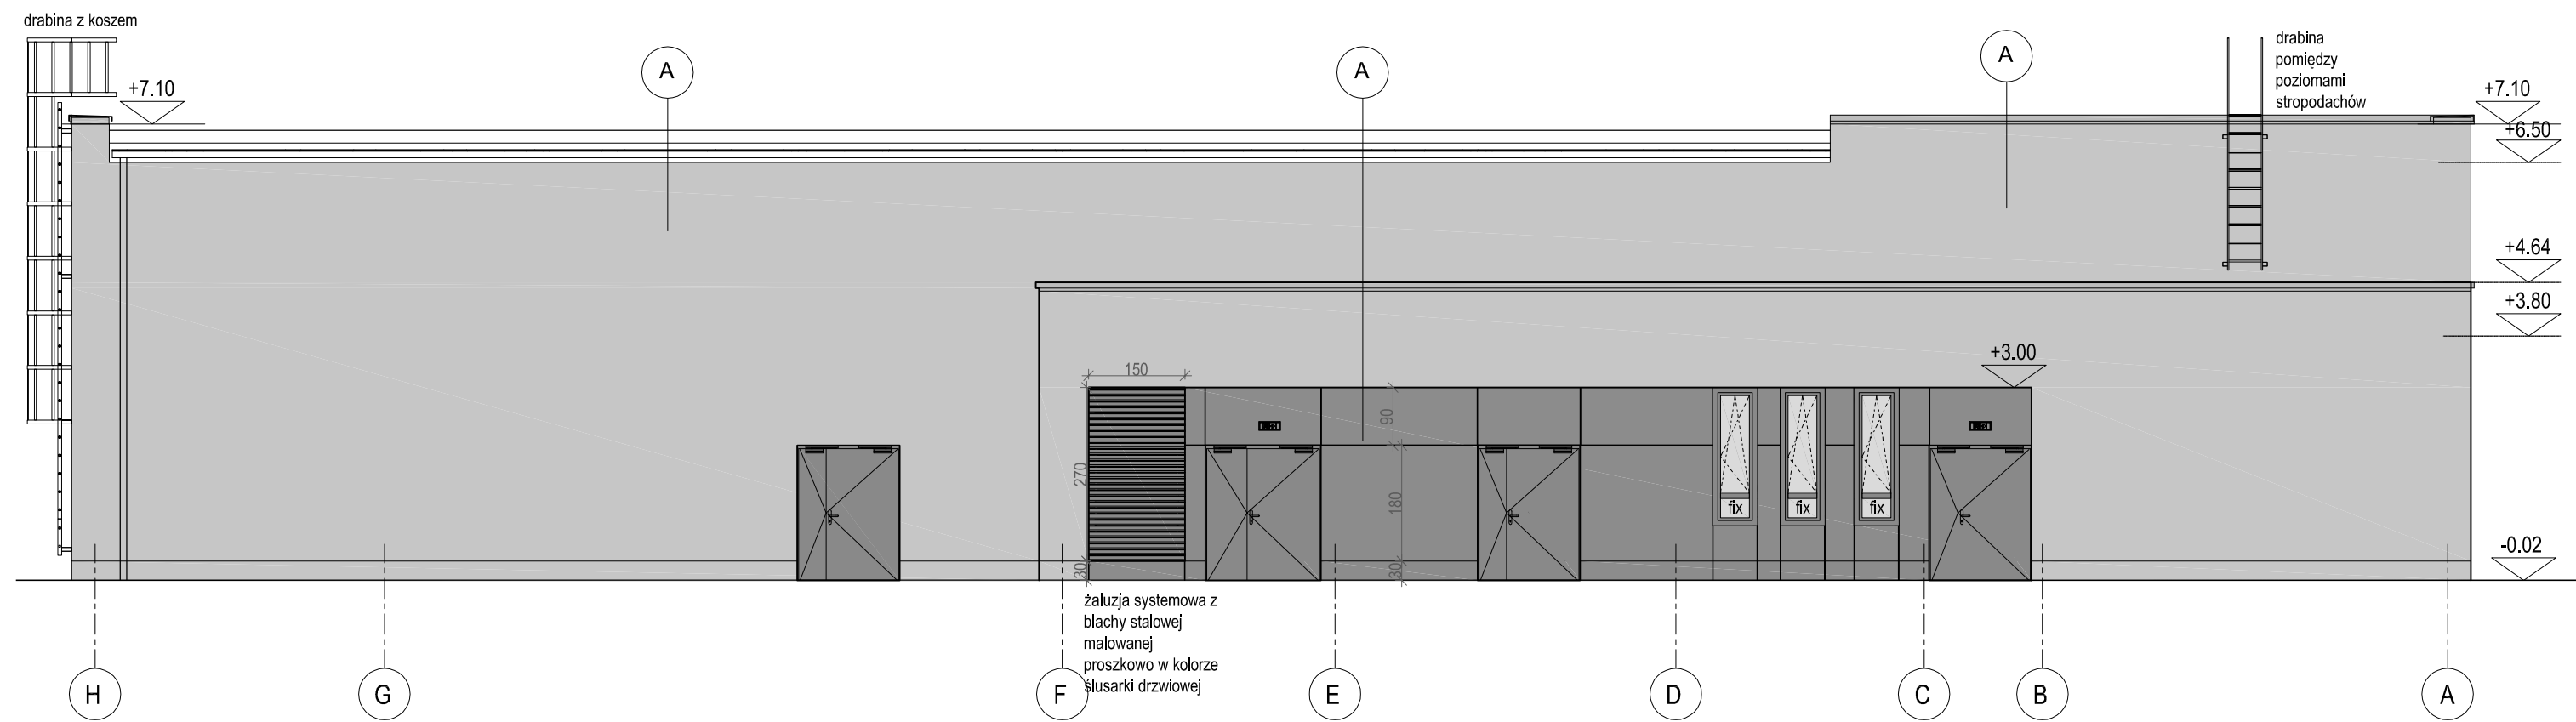 drabina z koszem
A
A
A
drabina
pomiędzy
poziomami
stropodachów
+7.10
+7.10
+6.50
+4.64
+3.80
+3.00
150
90
270
180
fix
fix
fix
30
30
-0.02
żaluzja systemowa z
blachy stalowej
malowanej
proszkowo w kolorze
ślusarki drzwiowej
H
G
F
E
D
C
B
A